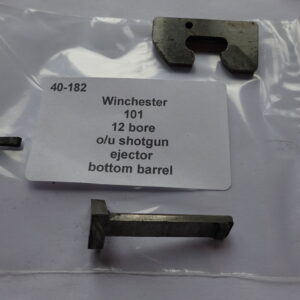 40-182
Winchester
101
12 bore
o/u shotgun
ejector
bottom barrel